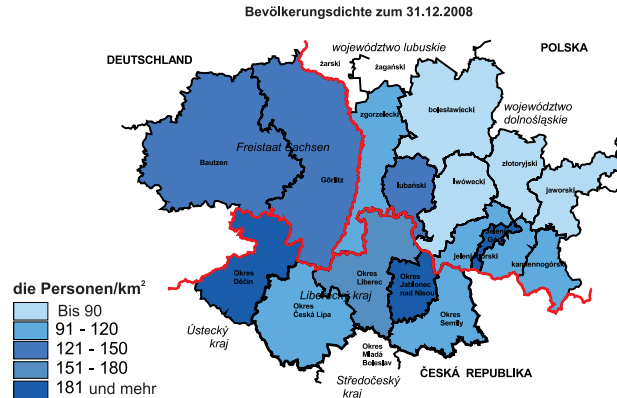 Bevölkerungsdichte zum 31.12.2008
DEUTSCHLAND
województwo lubuskie
POLSKA
żarski
żagański
zgorzelecki
bolesławiecki
województwo
dolnośląskie
Freistaat Sachsen
Bautzen
Görlitz
lubański
lwówecki
złotoryjski
jaworski
Jelenia
Góra
jeleniogórski
kamiennogórski
Okres
Děčín
Okres
Liberec
Okres
Jablonec
nad Nisou
Liberecký kraj
Okres
Česká Lípa
Okres
Semily
Ústecký
kraj
Okres
Mladá
Boleslav
Středočeský
kraj
ČESKÁ REPUBLIKA
die Personen/km²
Bis 90
91 - 120
121 - 150
151 - 180
181 und mehr